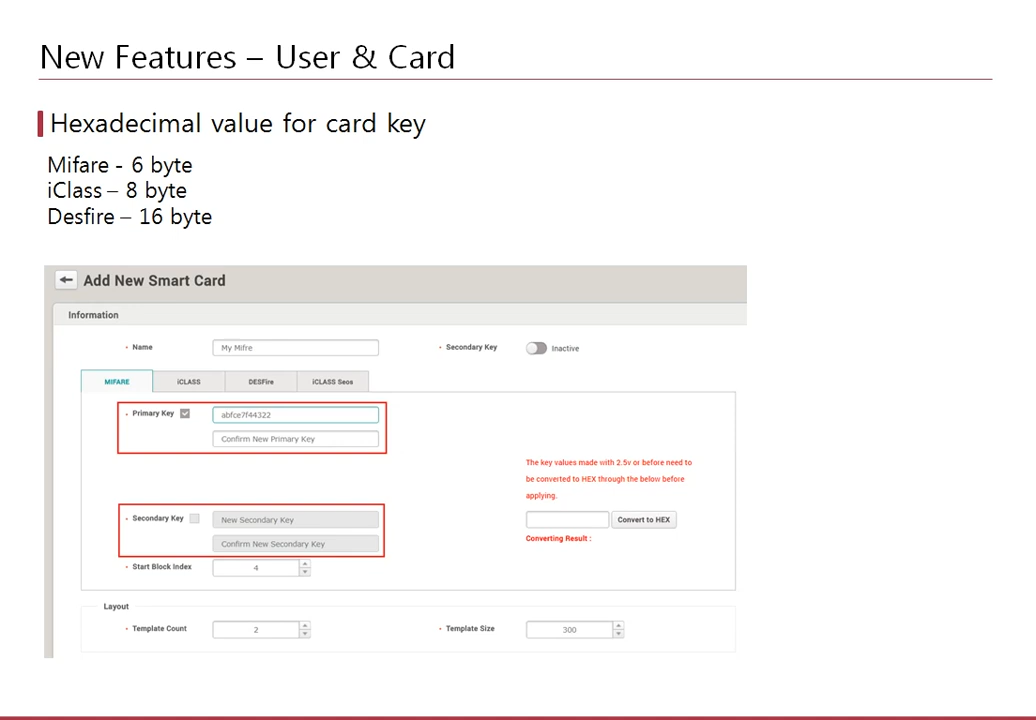 New Features – User & Card
Hexadecimal value for card key
Mifare - 6 byte
iClass – 8 byte
Desfire – 16 byte
Add New Smart Card
Information
Name
My Mifre
Secondary Key
Inactive
MIFARE
iCLASS
DESFire
iCLASS Seos
Primary Key
abfce7f44322
Confirm New Primary Key
The key values made with 2.5v or before need to
be converted to HEX through the below before
applying.
Secondary Key
New Secondary Key
Convert to HEX
Confirm New Secondary Key
Converting Result :
Start Block Index
4
Layout
Template Count
2
Template Size
300